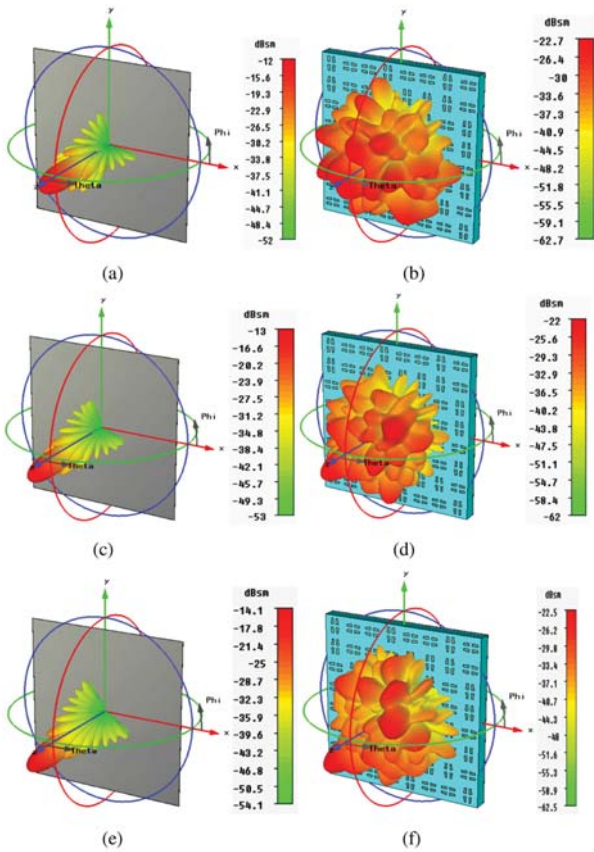 y
dBsm
-12
-15.6
-19.3
-22.9
-26.5
-30.2
-33.8
-37.5
-41.1
-44.7
-48.4
-52
Phi
x
Theta
(a)
y
dBsm
-22.7
-26.4
-30
-33.6
-37.3
-40.9
-44.5
-48.2
-51.8
-55.5
-59.1
-62.7
Phi
x
Theta
(b)
y
dBsm
-13
-16.6
-20.2
-23.9
-27.5
-31.2
-34.8
-38.4
-42.1
-45.7
-49.3
-53
Phi
x
Theta
(c)
y
dBsm
-22
-25.6
-29.3
-32.9
-36.5
-40.2
-43.8
-47.5
-51.1
-54.7
-58.4
-62
Phi
x
Theta
(d)
y
dBsm
-14.1
-17.8
-21.4
-25
-28.7
-32.3
-35.9
-39.6
-43.2
-46.8
-50.5
-54.1
Phi
x
Theta
(e)
y
dBsm
-22.5
-26.1
-29.8
-33.4
-37.1
-40.7
-44.3
-48
-51.6
-55.3
-58.9
-62.5
Phi
x
Theta
(f)